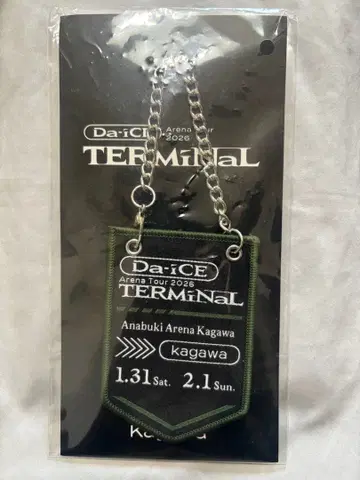 Da-iCE Arena Tour
2026
TERMiNaL
Da-iCE
Arena Tour 2026
TERMiNaL
Anabuki Arena Kagawa
kagawa
1.31 Sat. 2.1 Sun.